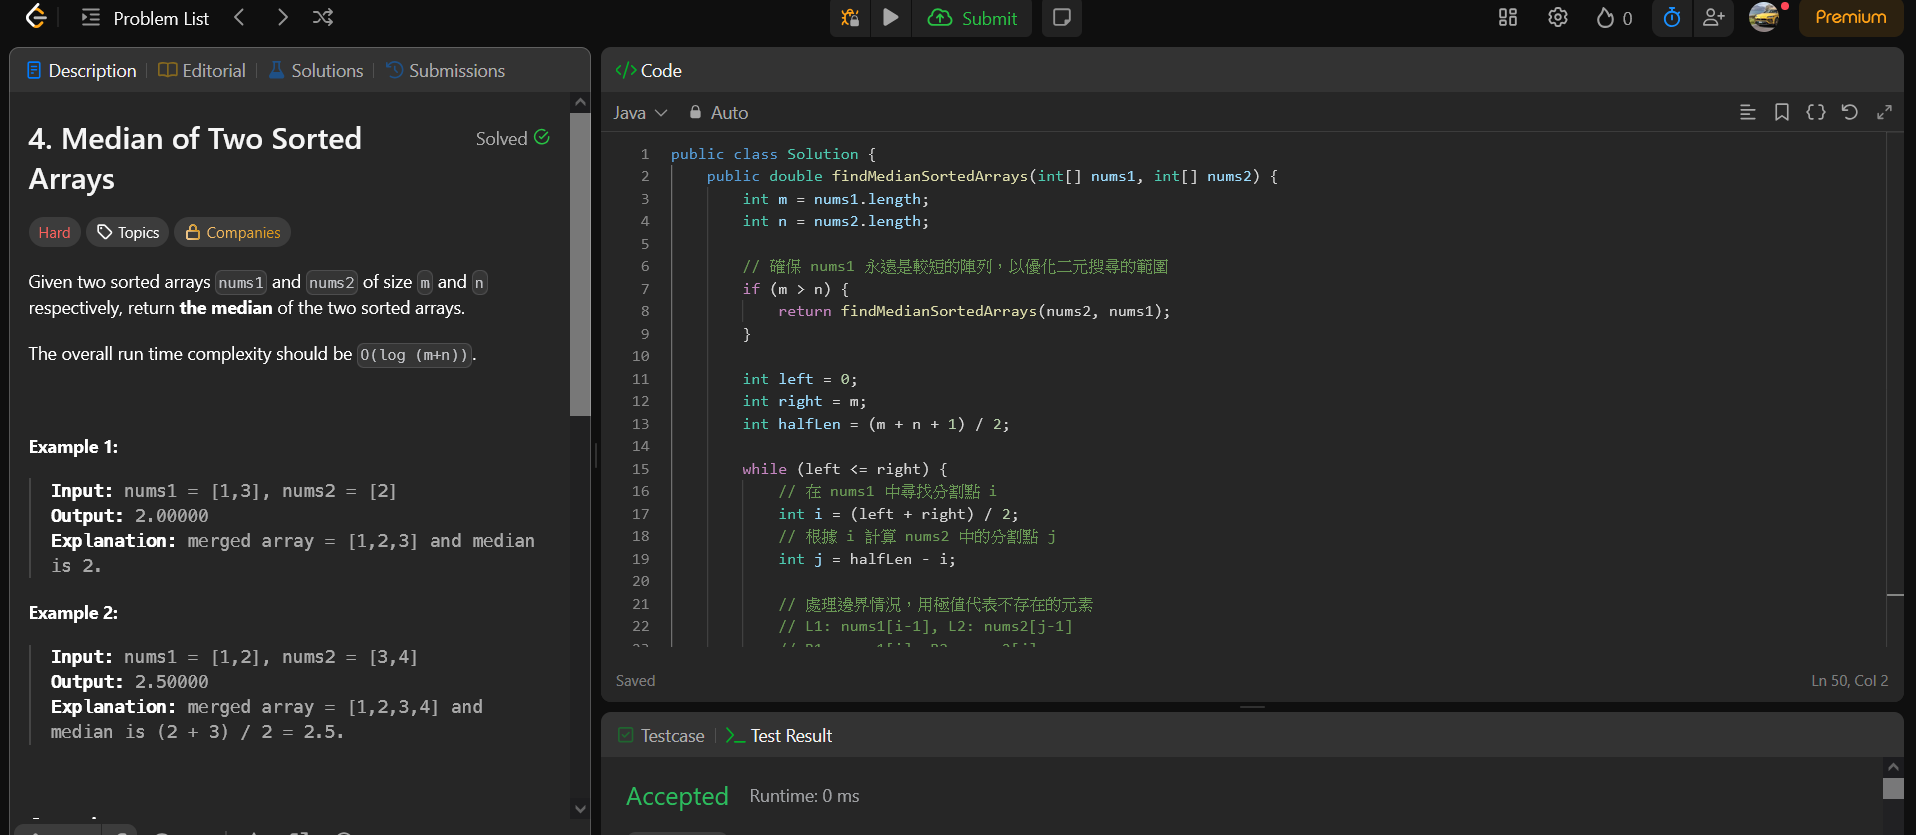 Problem List
Submit
0
Premium
Description
Editorial
Solutions
Submissions
4. Median of Two Sorted
Arrays
Solved
Hard
Topics
Companies
Given two sorted arrays nums1 and nums2 of size m and n
respectively, return the median of the two sorted arrays.
The overall run time complexity should be O(log (m+n)).
Example 1:
Input: nums1 = [1,3], nums2 = [2]
Output: 2.00000
Explanation: merged array = [1,2,3] and median
is 2.
Example 2:
Input: nums1 = [1,2], nums2 = [3,4]
Output: 2.50000
Explanation: merged array = [1,2,3,4] and
median is (2 + 3) / 2 = 2.5.
Code
Java
Auto
1 public class Solution {
2 public double findMedianSortedArrays(int[] nums1, int[] nums2) {
3 int m = nums1.length;
4 int n = nums2.length;
5
6 // 確保 nums1 永遠是較短的陣列，以優化二元搜尋的範圍
7 if (m > n) {
8 return findMedianSortedArrays(nums2, nums1);
9 }
10
11 int left = 0;
12 int right = m;
13 int halfLen = (m + n + 1) / 2;
14
15 while (left <= right) {
16 // 在 nums1 中尋找分割點 i
17 int i = (left + right) / 2;
18 // 根據 i 計算 nums2 中的分割點 j
19 int j = halfLen - i;
20
21 // 處理邊界情況，用極值代表不存在的元素
22 // L1: nums1[i-1], L2: nums2[j-1]
Saved
Ln 50, Col 2
Testcase
Test Result
Accepted
Runtime: 0 ms